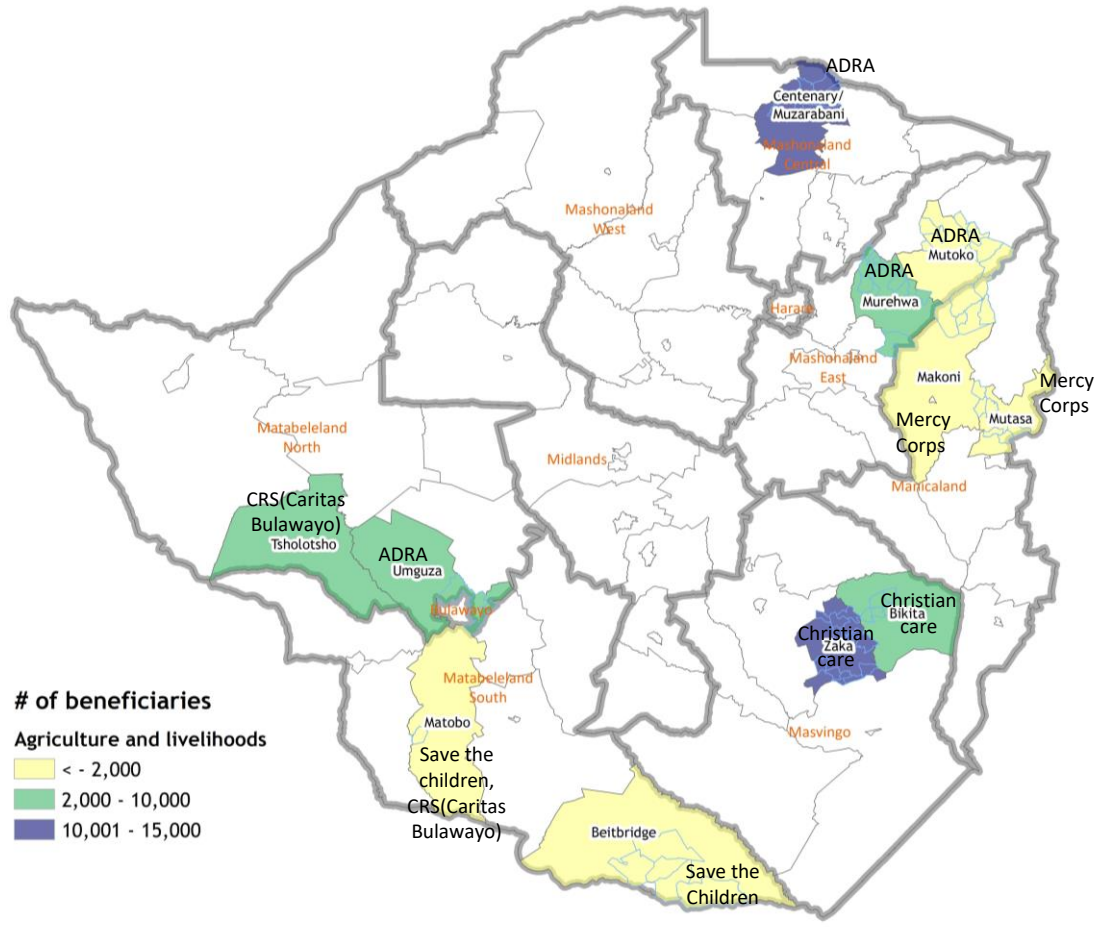 ADRA
Centenary/
Muzarabani
Mashonaland
Central
Mashonaland
West
ADRA
Mutoko
ADRA
Murehwa
Harare
Mashonaland
East
Makoni
Mercy
Corps
Mercy
Corps
Mutasa
Manicaland
Matabeleland
North
Midlands
CRS(Caritas
Bulawayo)
Tsholotsho
ADRA
Umguza
Bulawayo
Christian
Bikita
care
Christian
Zaka
care
Matabeleland
South
Matobo
Save the
children,
CRS(Caritas
Bulawayo)
Masvingo
Beitbridge
Save the
Children
# of beneficiaries
Agriculture and livelihoods
< - 2,000
2,000 - 10,000
10,001 - 15,000